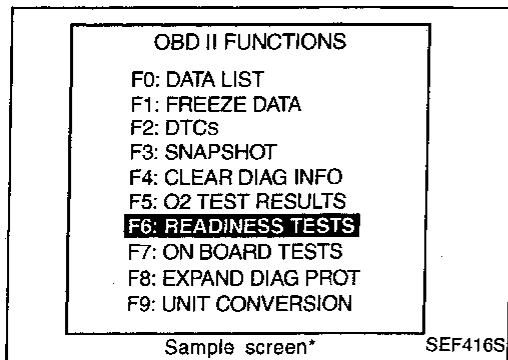 OBD II FUNCTIONS
F0: DATA LIST
F1: FREEZE DATA
F2: DTCs
F3: SNAPSHOT
F4: CLEAR DIAG INFO
F5: O2 TEST RESULTS
F6: READINESS TESTS
F7: ON BOARD TESTS
F8: EXPAND DIAG PROT
F9: UNIT CONVERSION
Sample screen*
SEF416S